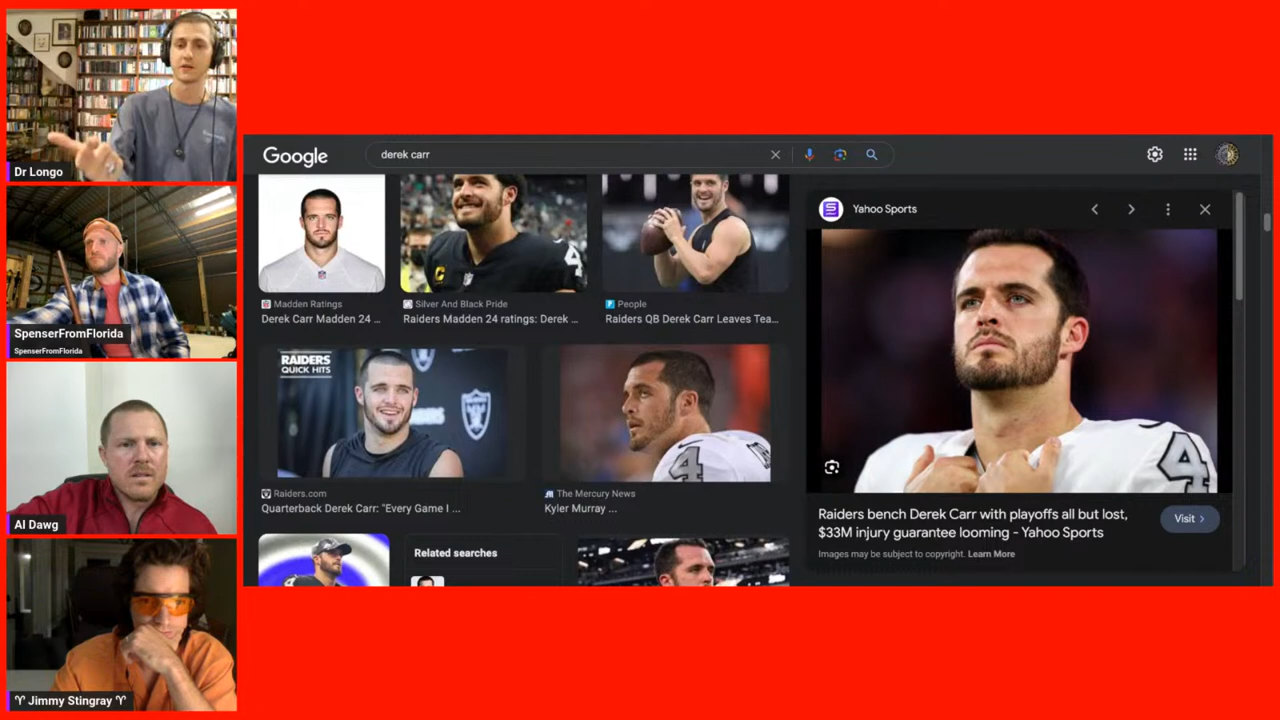 Dr Longo
SpenserFromFlorida
SpenserFromFlorida
Al Dawg
♈ Jimmy Stingray ♈
Google
derek carr
Madden Ratings
Derek Carr Madden 24 ...
Silver And Black Pride
Raiders Madden 24 ratings: Derek ...
People
Raiders QB Derek Carr Leaves Tea...
RAIDERS
QUICK HITS
Raiders.com
Quarterback Derek Carr: "Every Game I ...
4
The Mercury News
Kyler Murray ...
Related searches
Yahoo Sports
4
Raiders bench Derek Carr with playoffs all but lost,
$33M injury guarantee looming - Yahoo Sports
Visit
Images may be subject to copyright. Learn More